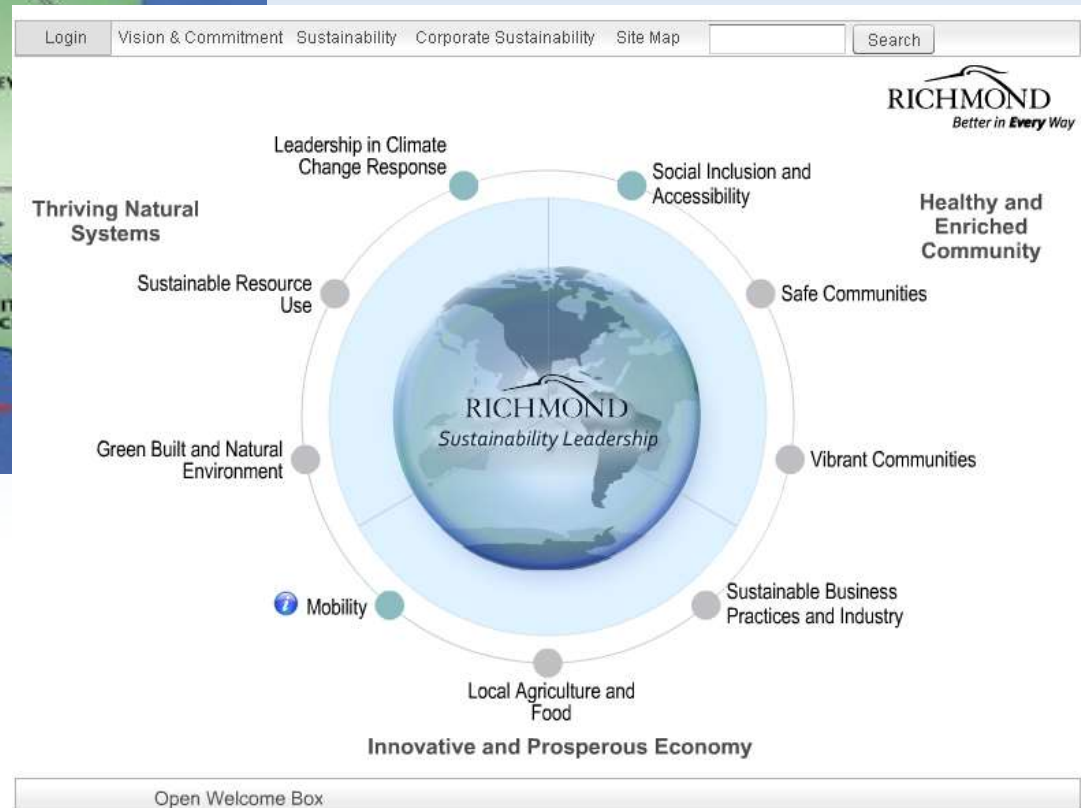 Login Vision & Commitment Sustainability Corporate Sustainability Site Map Search
RICHMOND
Better in Every Way
Leadership in Climate
Change Response
Social Inclusion and
Accessibility
Thriving Natural
Systems
Healthy and
Enriched
Community
Sustainable Resource
Use
Safe Communities
RICHMOND
Sustainability Leadership
Green Built and Natural
Environment
Vibrant Communities
Mobility
Sustainable Business
Practices and Industry
Local Agriculture and
Food
Innovative and Prosperous Economy
Open Welcome Box